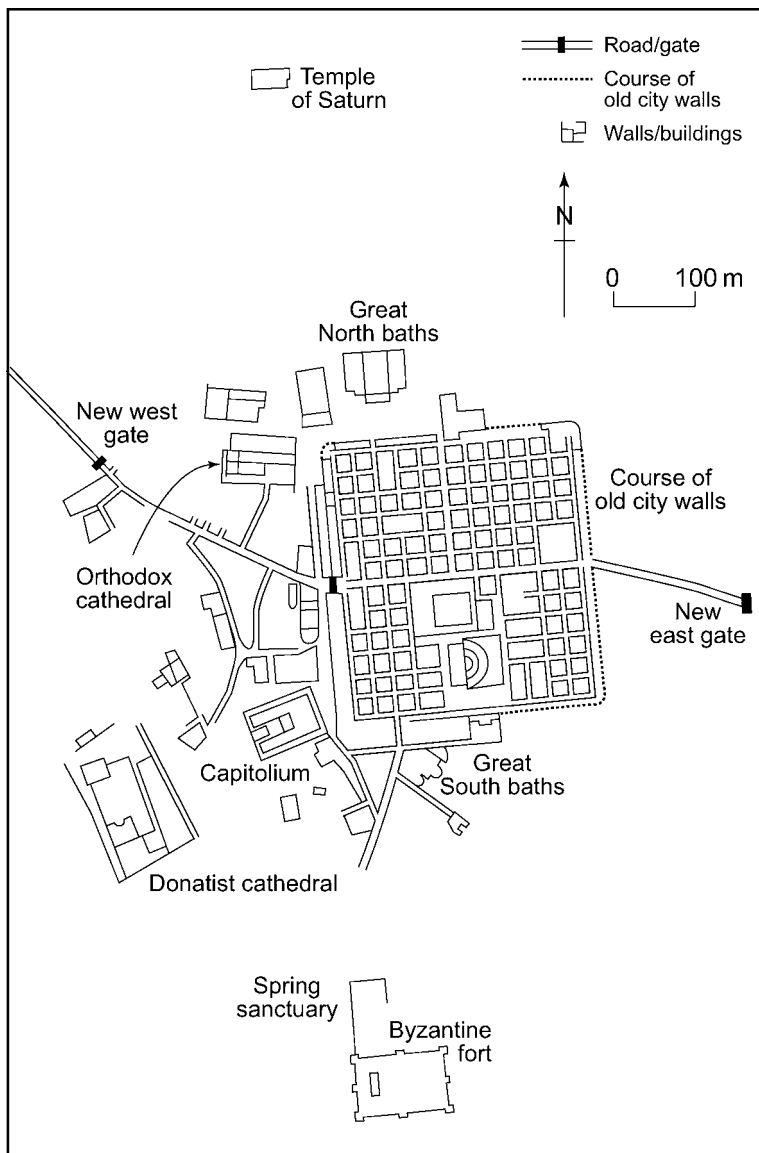 Road/gate
Course of
old city walls
Walls/buildings
Temple
of Saturn
N
0 100 m
Great
North baths
New west
gate
Course of
old city walls
Orthodox
cathedral
New
east gate
Capitolium
Great
South baths
Donatist cathedral
Spring
sanctuary
Byzantine
fort